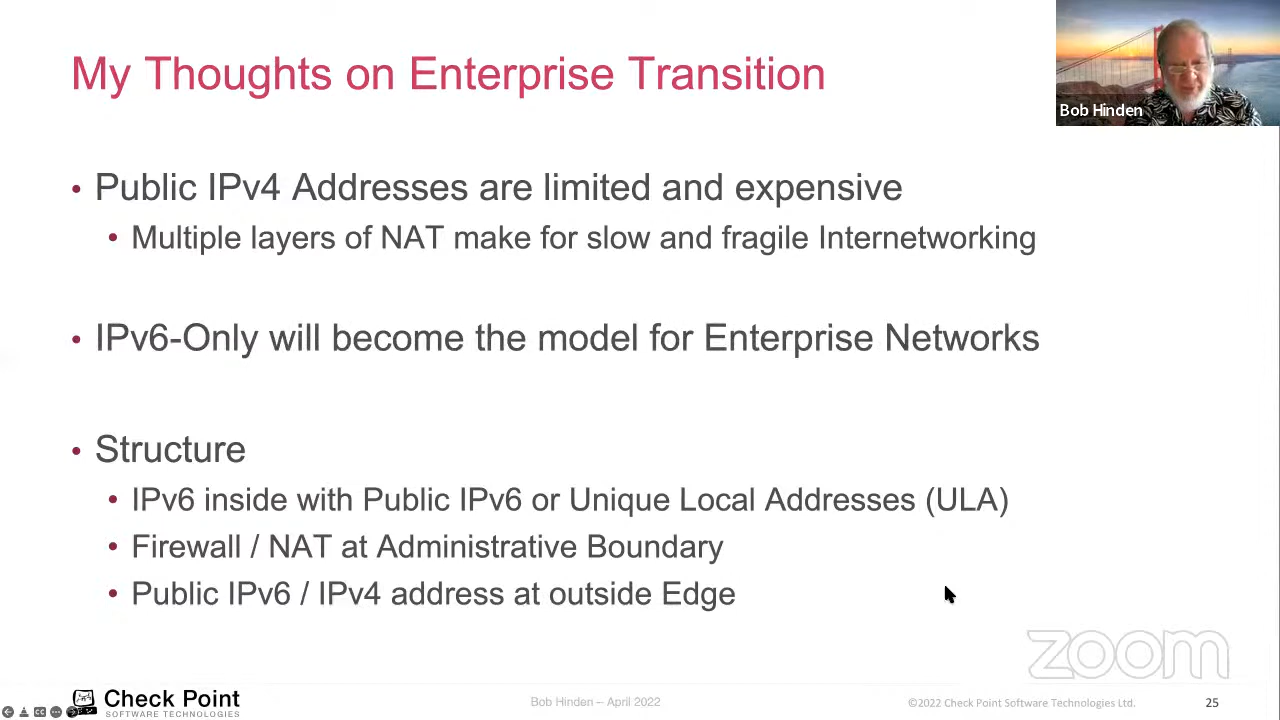 My Thoughts on Enterprise Transition
Bob Hinden
• Public IPv4 Addresses are limited and expensive
• Multiple layers of NAT make for slow and fragile Internetworking
• IPv6-Only will become the model for Enterprise Networks
• Structure
• IPv6 inside with Public IPv6 or Unique Local Addresses (ULA)
• Firewall / NAT at Administrative Boundary
• Public IPv6 / IPv4 address at outside Edge
zoom
Check Point
SOFTWARE TECHNOLOGIES
Bob Hinden – April 2022
©2022 Check Point Software Technologies Ltd.
25